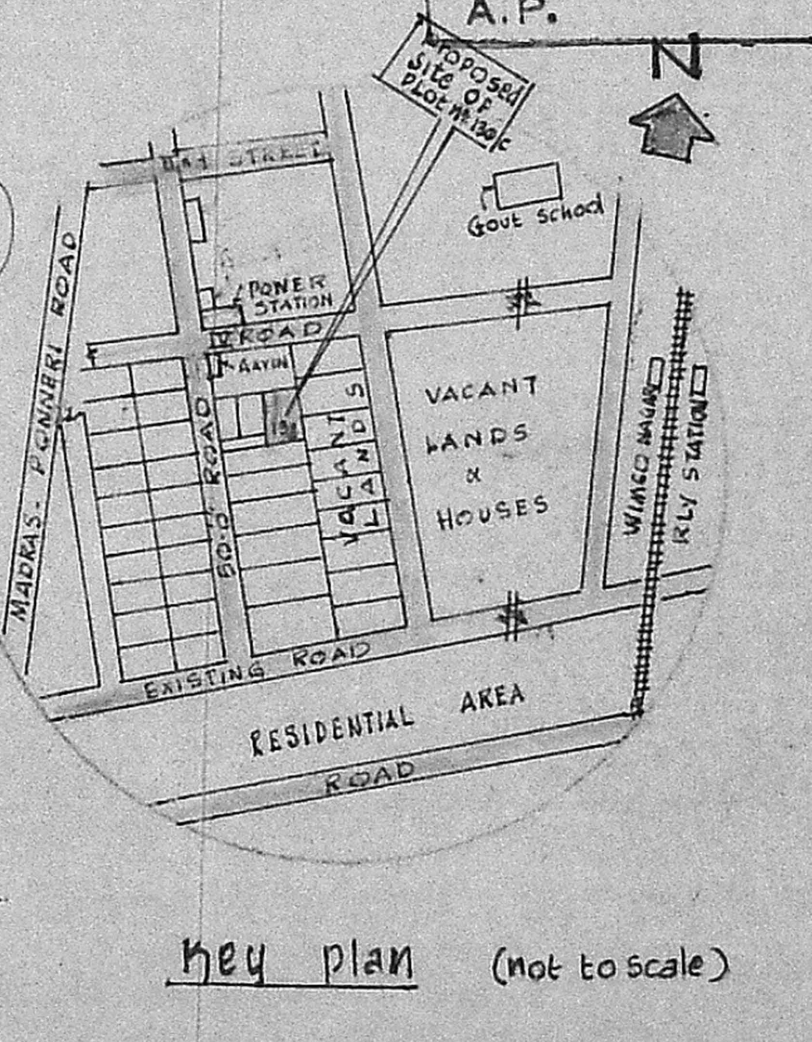 A.P.
N
PROPOSED
SITE OF
PLOT No 130/C
Govt school
STREET
POWER
STATION
IV ROAD
AAVIN
130
MADRAS- PONNERI ROAD
60'0" ROAD
VACANT
LANDS
VACANT
LANDS
&
HOUSES
WIMCO NAGAR
RLY STATION
EXISTING ROAD
RESIDENTIAL AREA
ROAD
Key plan (not to scale)